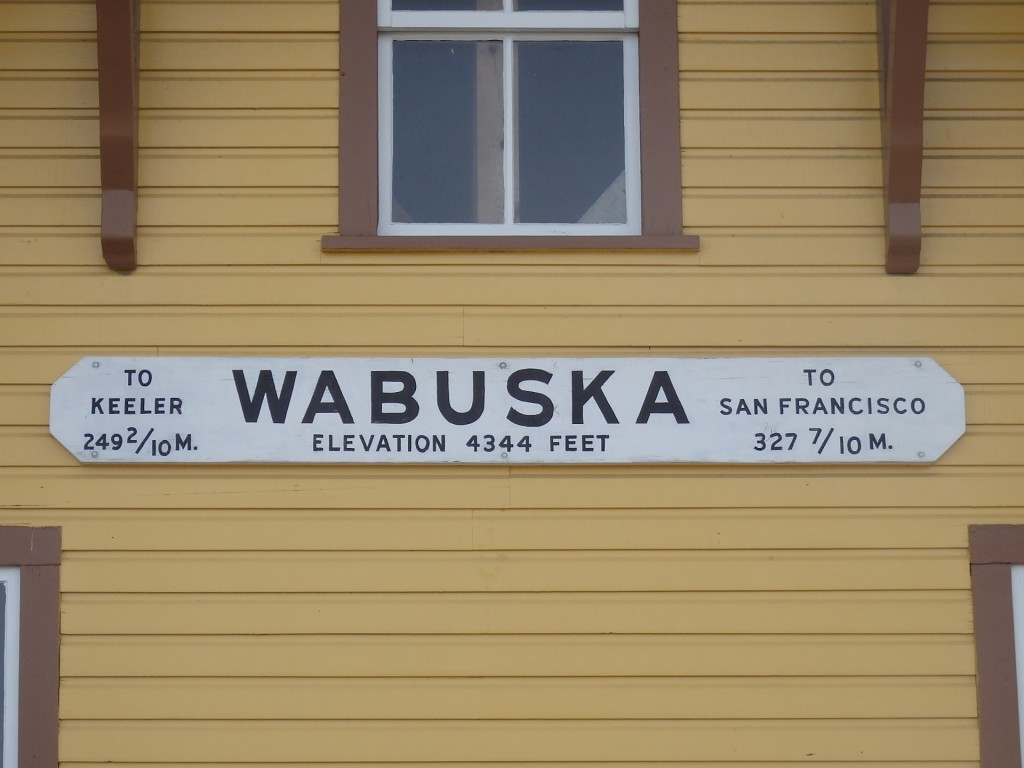 TO
KEELER
249 2/10 M.
WABUSKA
ELEVATION 4344 FEET
TO
SAN FRANCISCO
327 7/10 M.